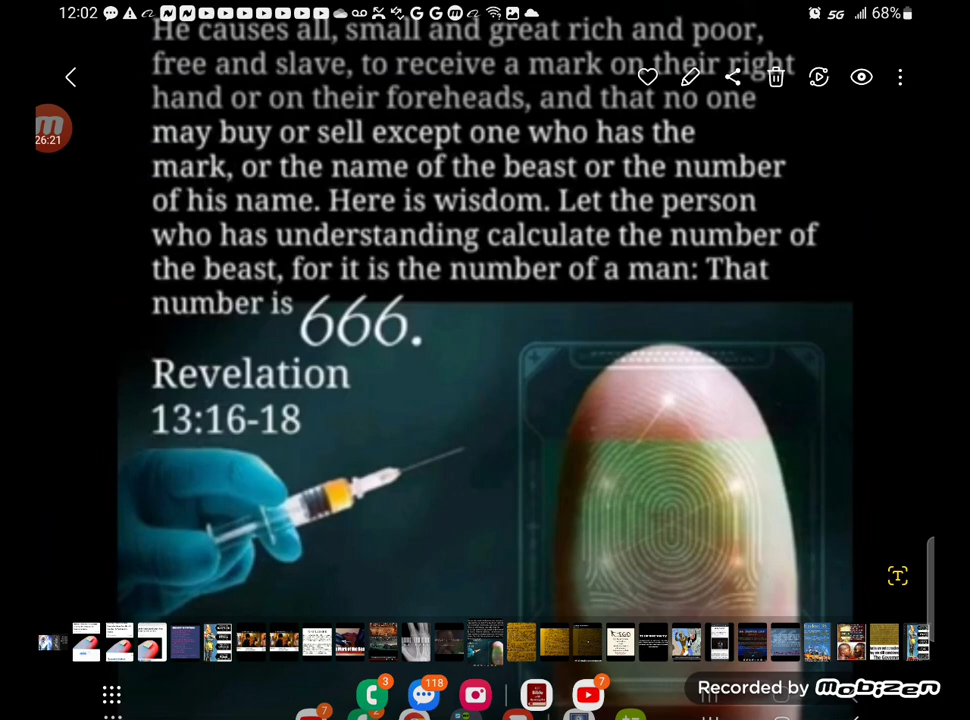 12:02
5G
68%
He causes all, small and great rich and poor,
free and slave, to receive a mark on their right
hand or on their foreheads, and that no one
26:21
may buy or sell except one who has the
mark, or the name of the beast or the number
of his name. Here is wisdom. Let the person
who has understanding calculate the number of
the beast, for it is the number of a man: That
number is 666.
Revelation
13:16-18
T
3
118
7
Recorded by mobizen
7